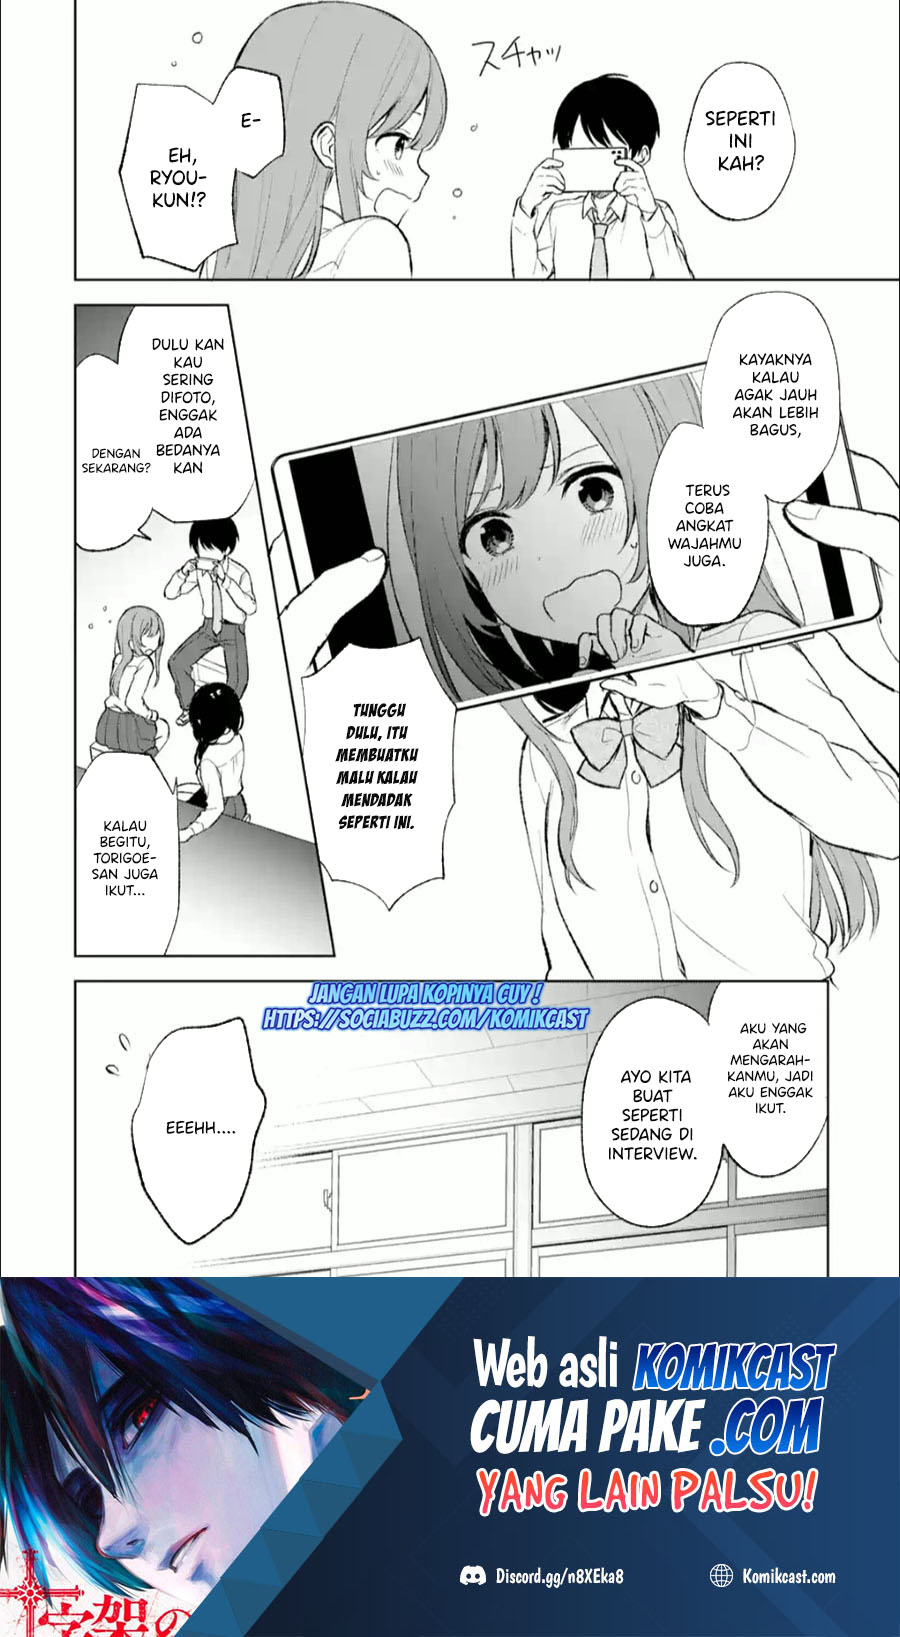 スチャッ
SEPERTI
INI
KAH?
E-
EH,
RYOU-
KUN!?
KAYAKNYA
KALAU
AGAK JAUH
AKAN LEBIH
BAGUS,
TERUS
COBA
ANGKAT
WAJAHMU
JUGA.
TUNGGU
DULU, ITU
MEMBUATKU
MALU KALAU
MENDADAK
SEPERTI INI.
DULU KAN
KAU
SERING
DIFOTO,
ENGGAK
ADA
BEDANYA
KAN
DENGAN
SEKARANG?
KALAU
BEGITU,
TORIGOE-
SAN JUGA
IKUT...
JANGAN LUPA KOPINYA CUY !
HTTPS://SOCIABUZZ.COM/KOMIKCAST
AKU YANG
AKAN
MENGARAH-
KANMU, JADI
AKU ENGGAK
IKUT.
AYO KITA
BUAT
SEPERTI
SEDANG DI
INTERVIEW.
EEEHH....
Web asli KOMIKCAST
CUMA PAKE .COM
YANG LAIN PALSU!
Discord.gg/n8XEka8
Komikcast.com
字架の